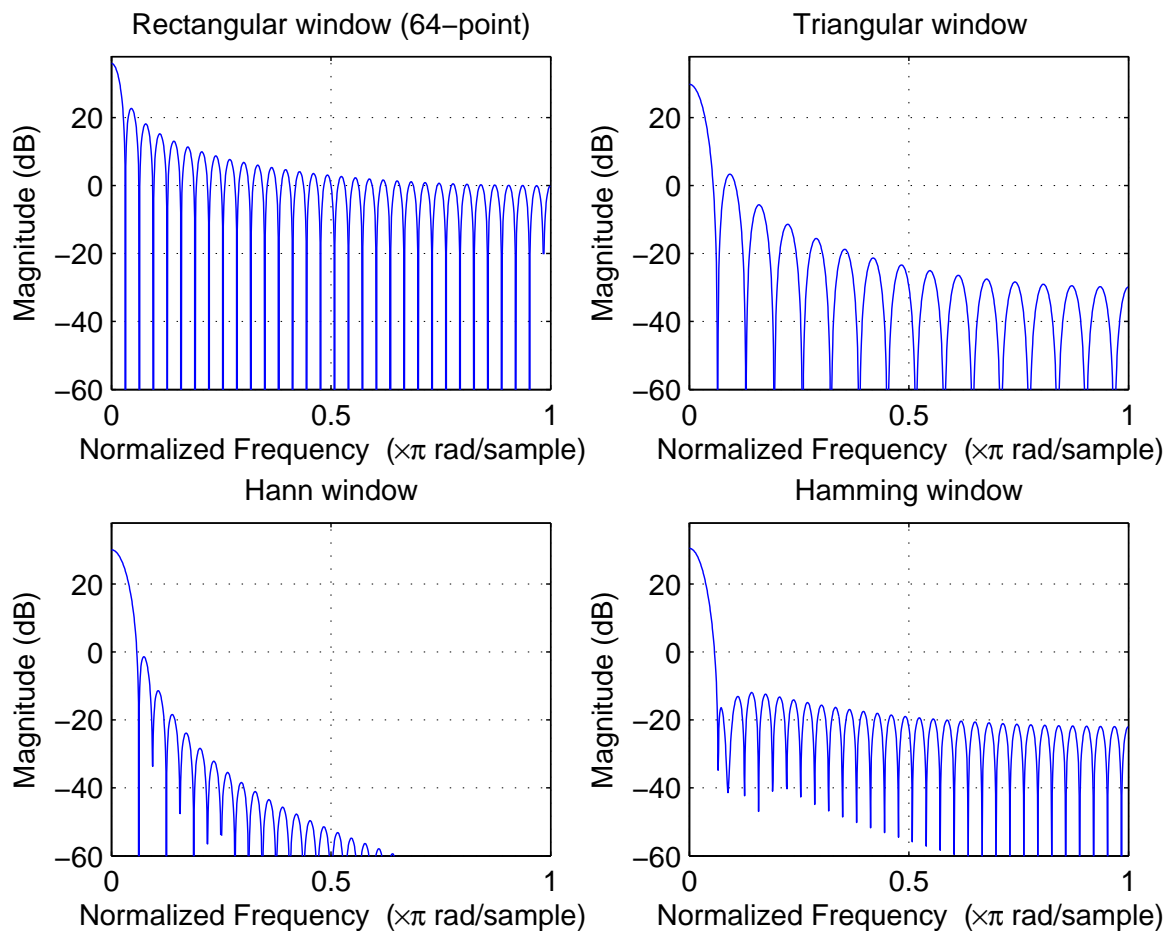 Rectangular window (64−point)
20
0
−20
−40
−60
0
0.5
1
Magnitude (dB)
Normalized Frequency (×π rad/sample)
Triangular window
20
0
−20
−40
−60
0
0.5
1
Magnitude (dB)
Normalized Frequency (×π rad/sample)
Hann window
20
0
−20
−40
−60
0
0.5
1
Magnitude (dB)
Normalized Frequency (×π rad/sample)
Hamming window
20
0
−20
−40
−60
0
0.5
1
Magnitude (dB)
Normalized Frequency (×π rad/sample)